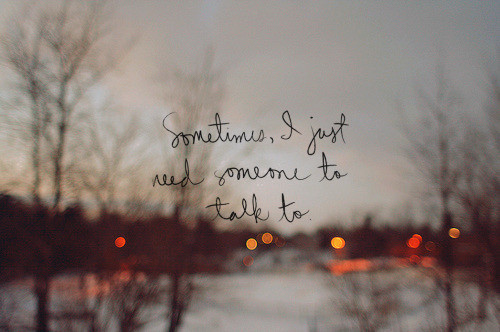 Sometimes, I just
need someone to
talk to.